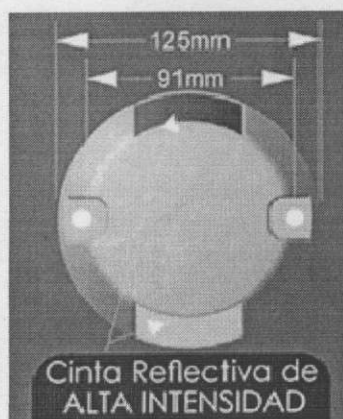 125mm
91mm
Cinta Reflectiva de
ALTA INTENSIDAD